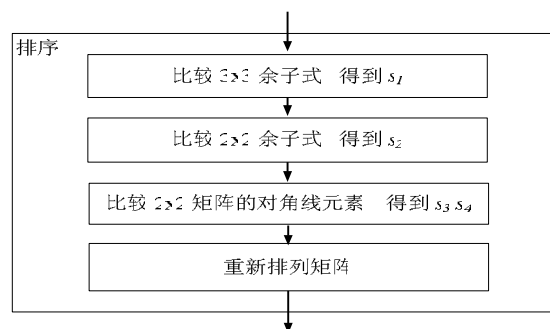 排序
比较 3x3 余子式 得到 s1
比较 2x2 余子式 得到 s2
比较 2x2 矩阵的对角线元素 得到 s3 s4
重新排列矩阵